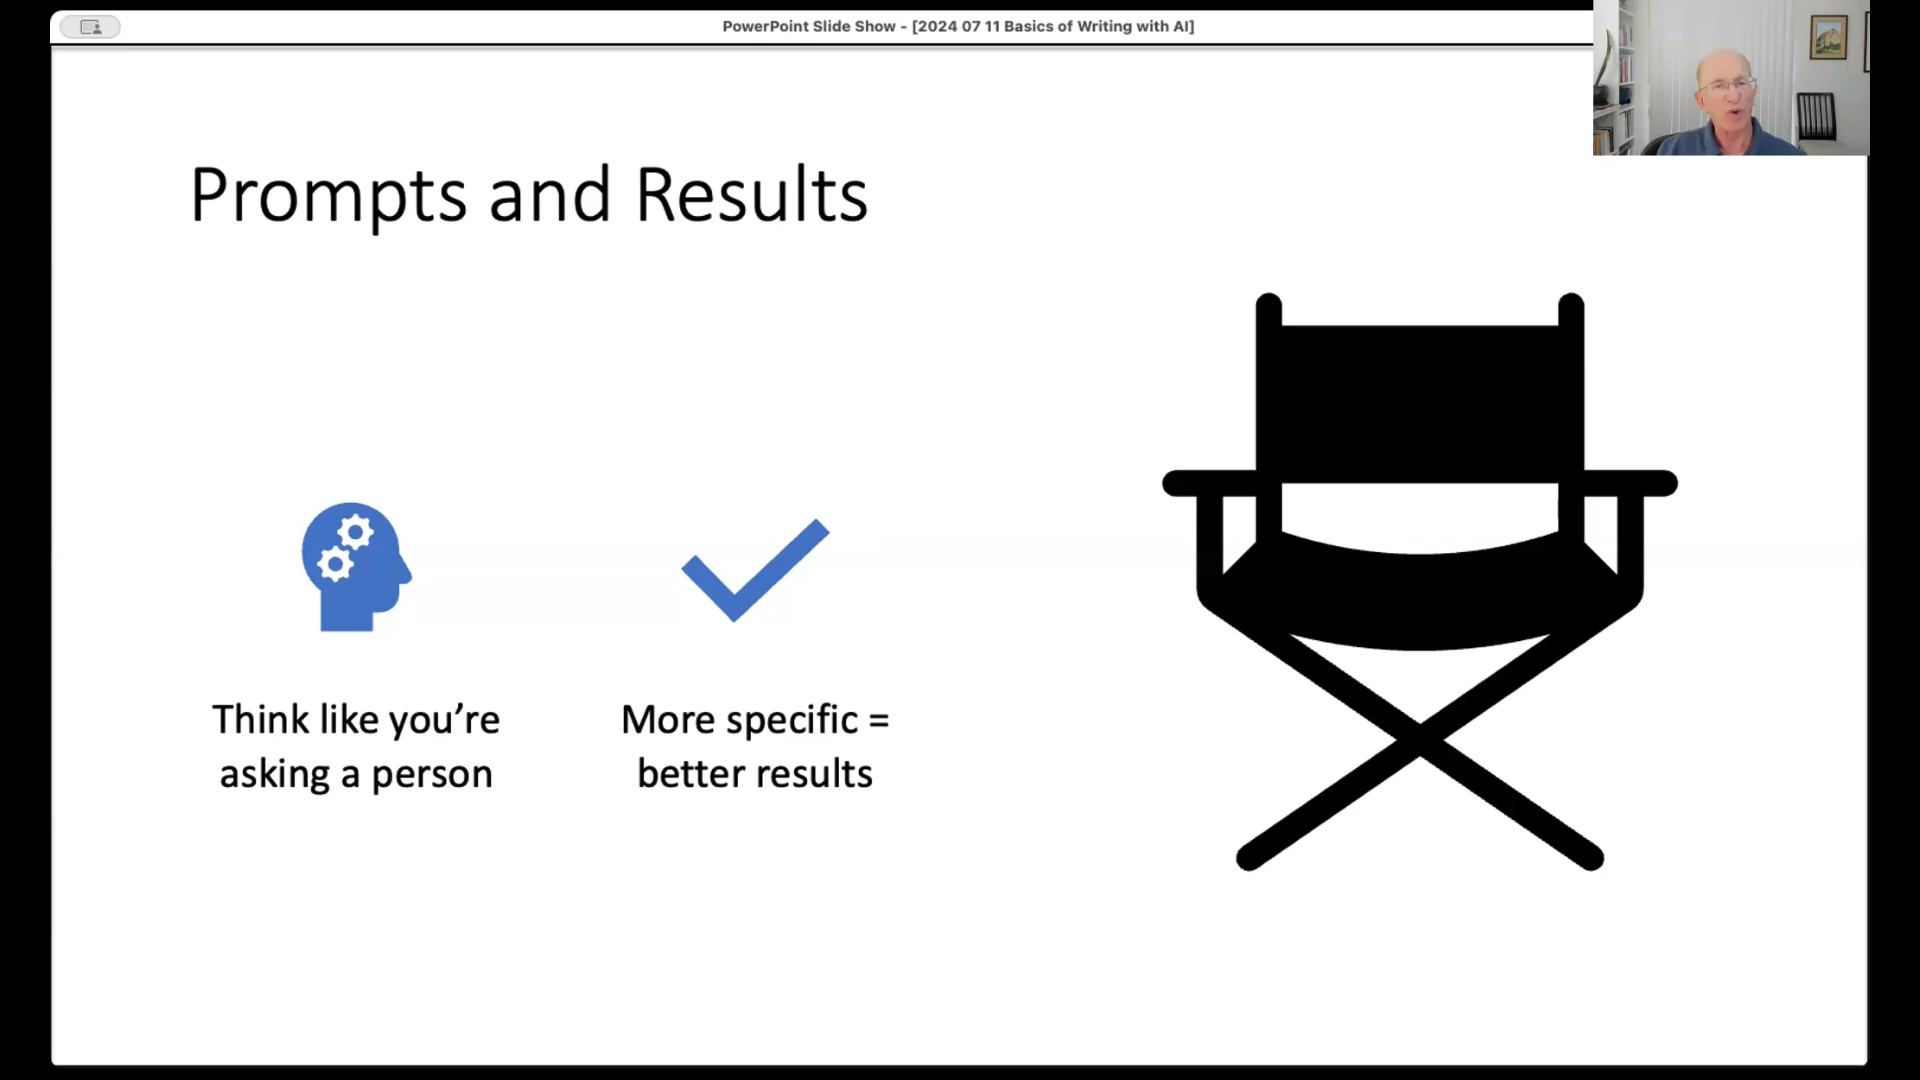 PowerPoint Slide Show - [2024 07 11 Basics of Writing with AI]
Prompts and Results
Think like you’re
asking a person
More specific =
better results